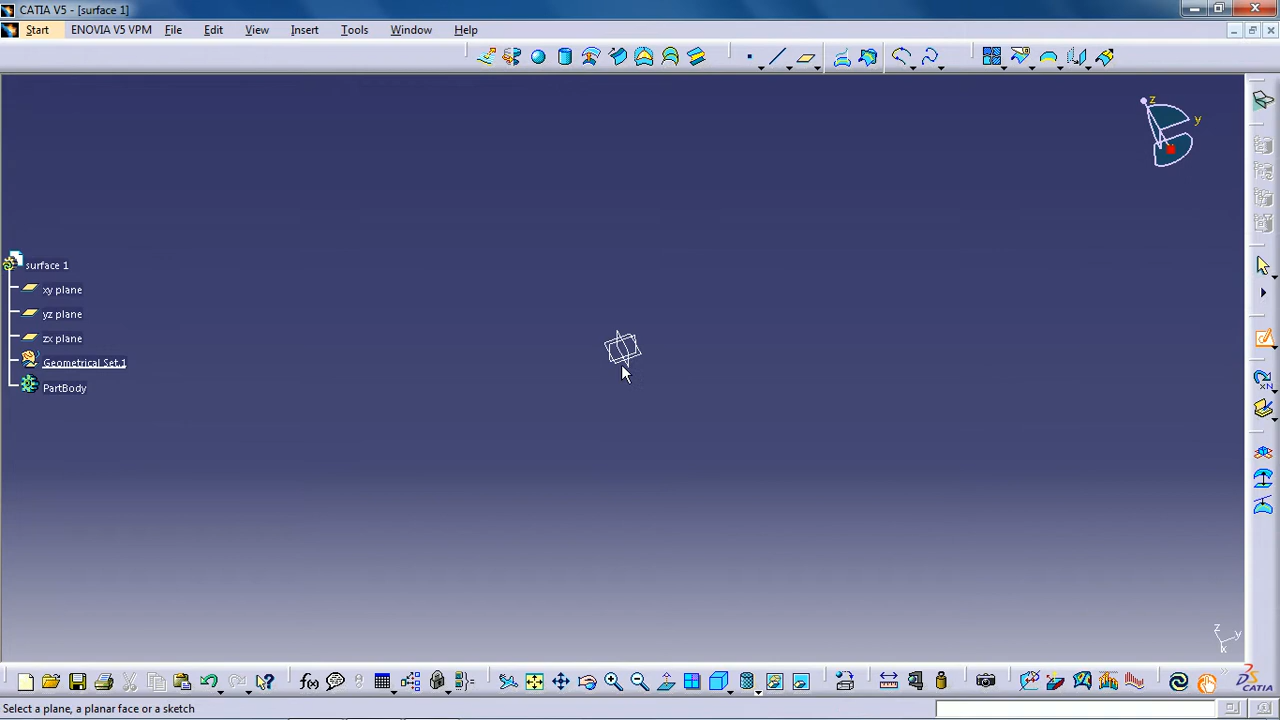 CATIA V5 - [surface 1]
Start ENOVIA V5 VPM File Edit View Insert Tools Window Help
z
y
surface 1
xy plane
yz plane
zx plane
Geometrical Set.1
PartBody
z
y
x
Select a plane, a planar face or a sketch